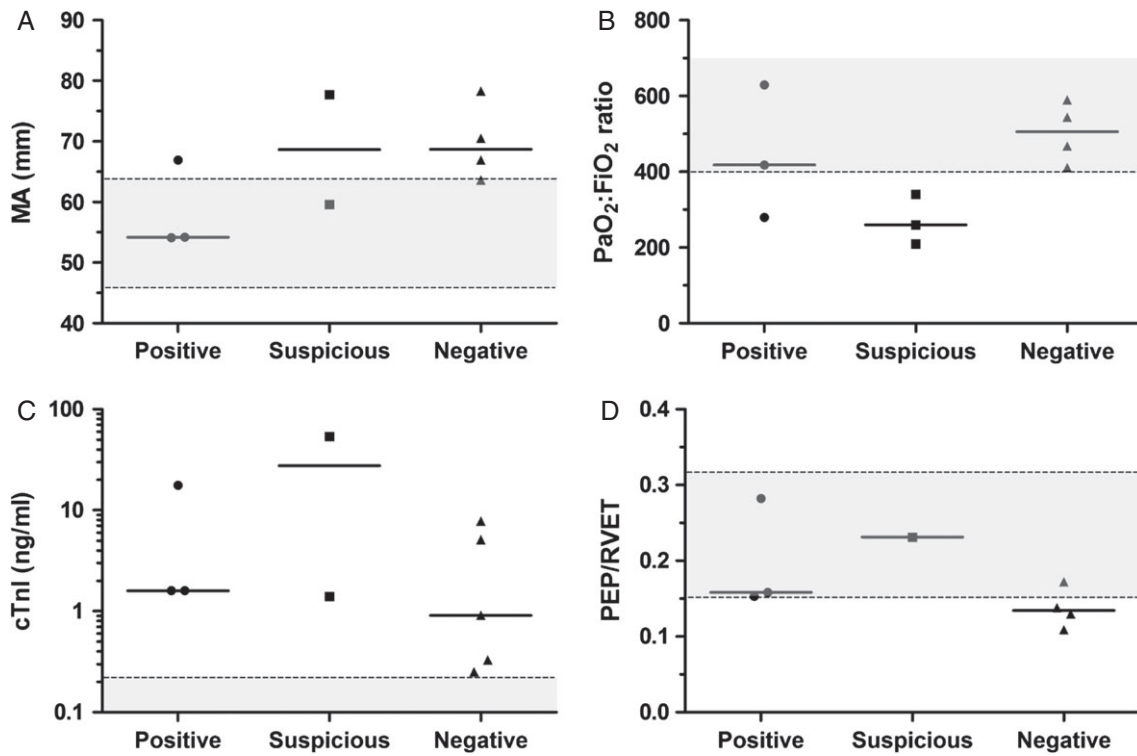 A
MA (mm)
90
80
70
60
50
40
Positive Suspicious Negative
B
PaO₂:FiO₂ ratio
800
600
400
200
0
Positive Suspicious Negative
C
cTnI (ng/ml)
100
10
1
0.1
Positive Suspicious Negative
D
PEP/RVET
0.4
0.3
0.2
0.1
0.0
Positive Suspicious Negative